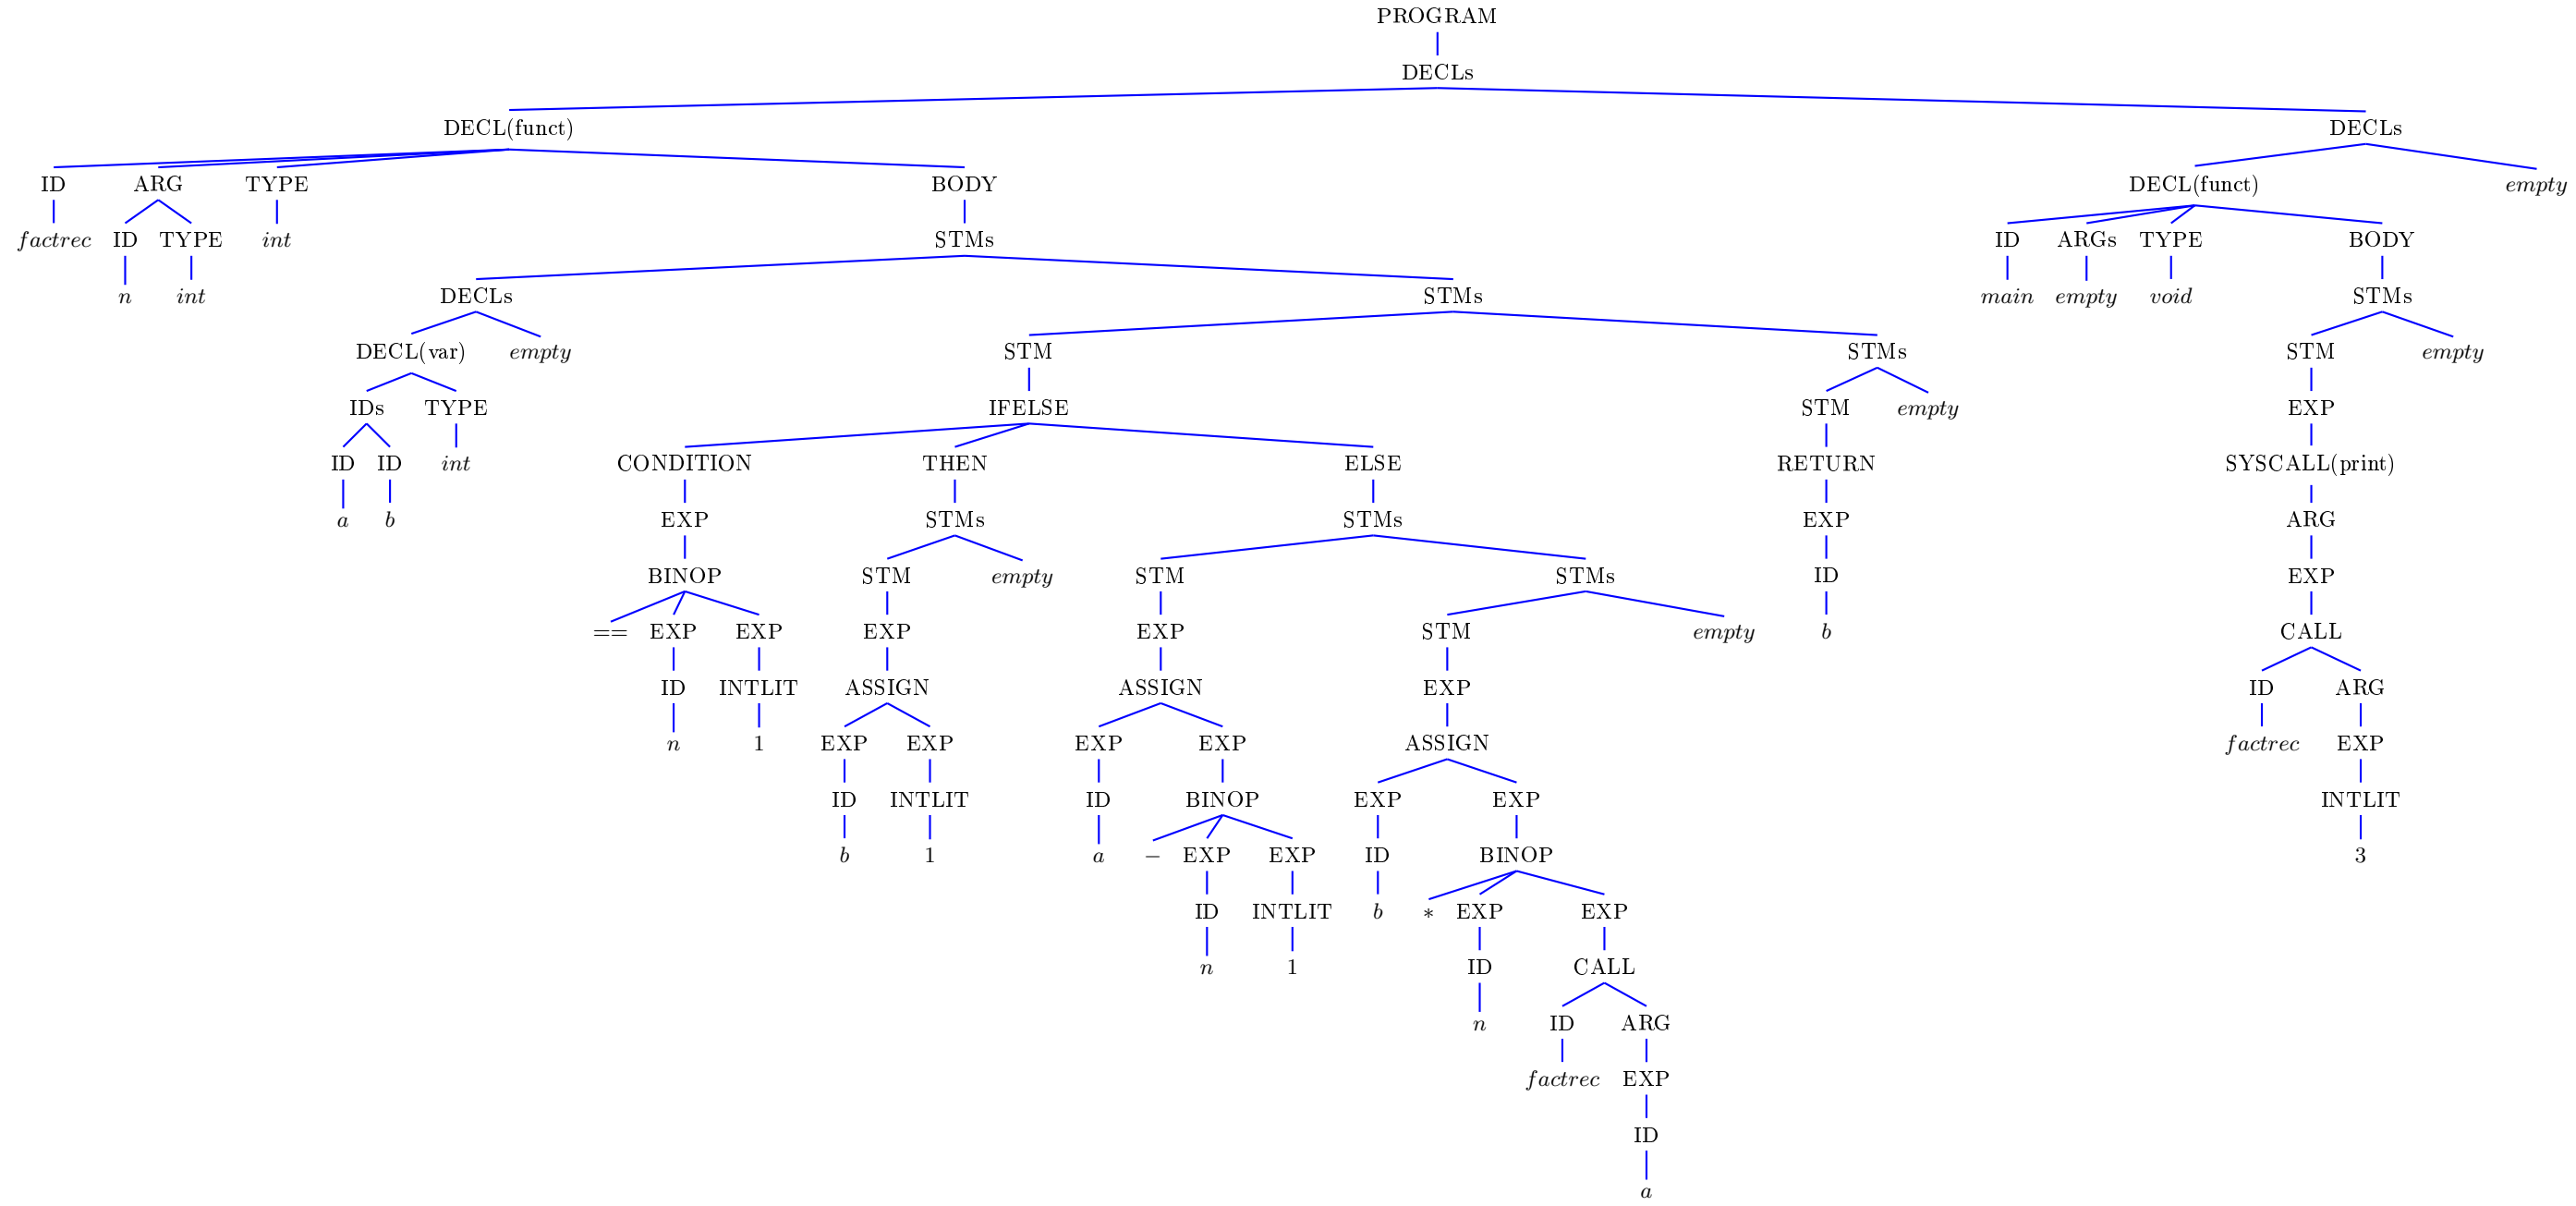 PROGRAM
DECLs
DECL(funct) DECLs
ID ARG TYPE BODY DECL(funct) empty
factrec ID TYPE int STMs ID ARGs TYPE BODY
n int DECLs STMs main empty void STMs
DECL(var) empty STM STMs STM empty
IDs TYPE IFELSE STM empty EXP
ID ID int CONDITION THEN ELSE RETURN SYSCALL(print)
a b EXP STMs STMs EXP ARG
BINOP STM empty STM STMs ID EXP
== EXP EXP EXP EXP STM empty b CALL
ID INTLIT ASSIGN ASSIGN EXP ID ARG
n 1 EXP EXP EXP EXP ASSIGN factrec EXP
ID INTLIT ID BINOP EXP EXP INTLIT
b 1 a − EXP EXP ID BINOP 3
ID INTLIT b * EXP EXP
n 1 ID CALL
n ID ARG
factrec EXP
ID
a